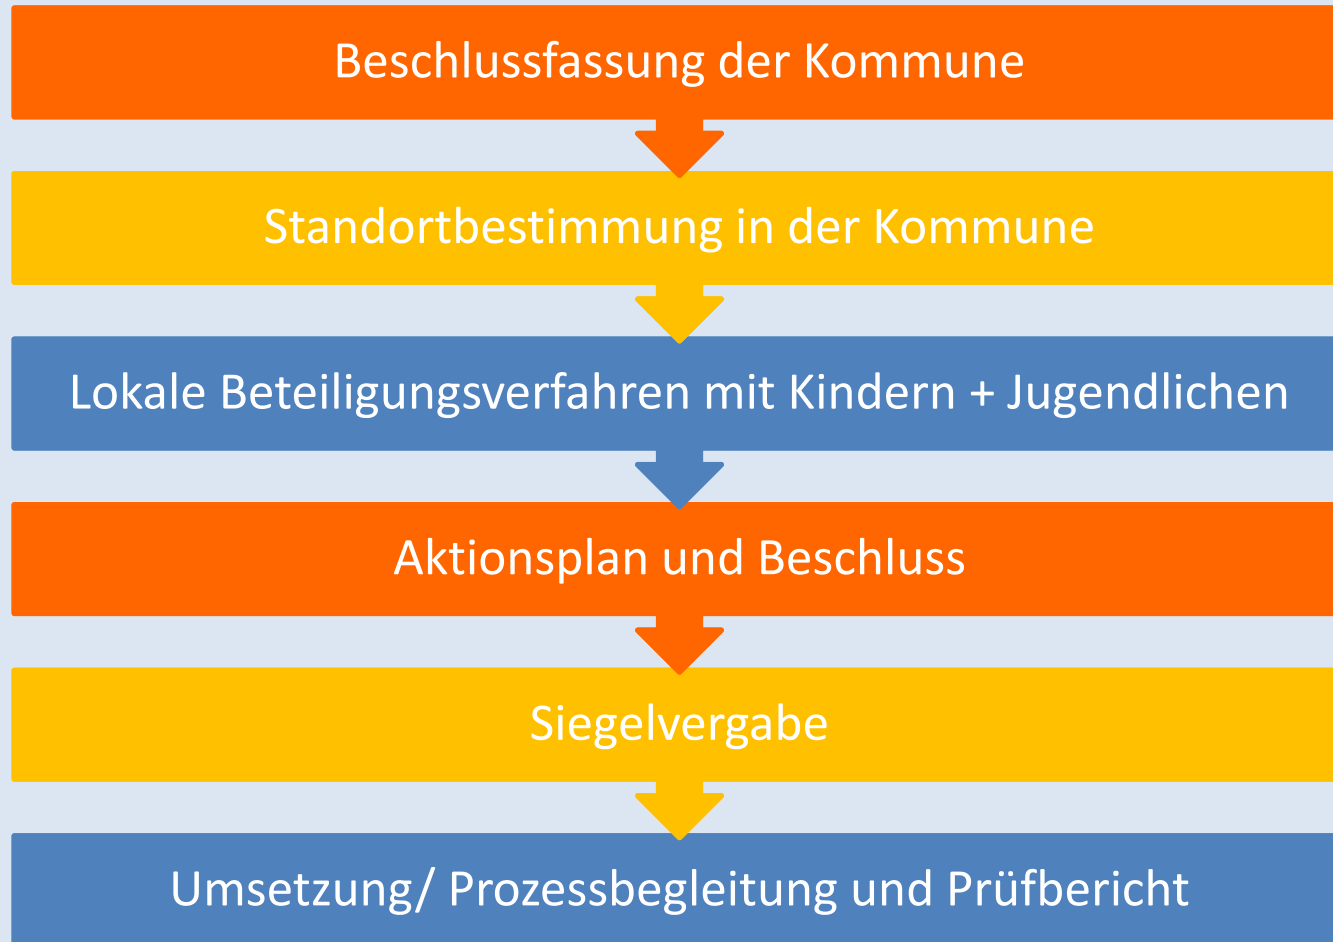 Beschlussfassung der Kommune
Standortbestimmung in der Kommune
Lokale Beteiligungsverfahren mit Kindern + Jugendlichen
Aktionsplan und Beschluss
Siegelvergabe
Umsetzung/ Prozessbegleitung und Prüfbericht